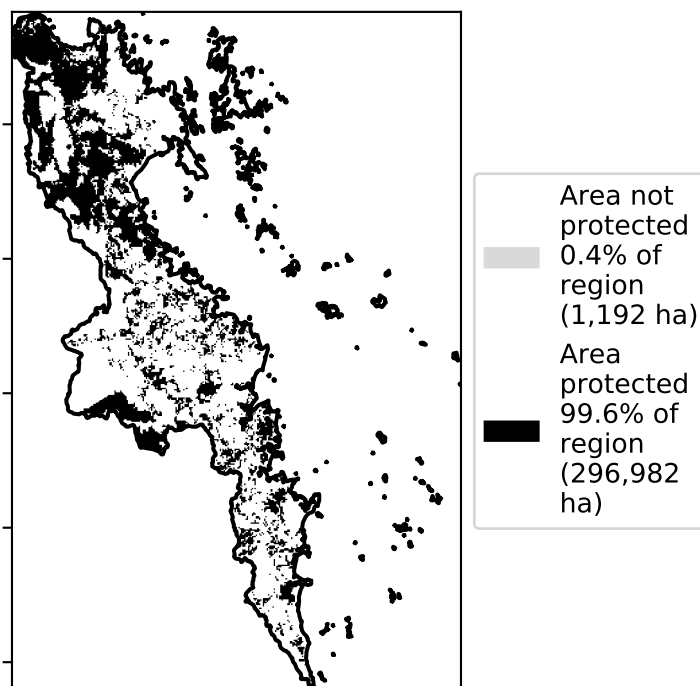 Area not
protected
0.4% of
region
(1,192 ha)
Area
protected
99.6% of
region
(296,982
ha)